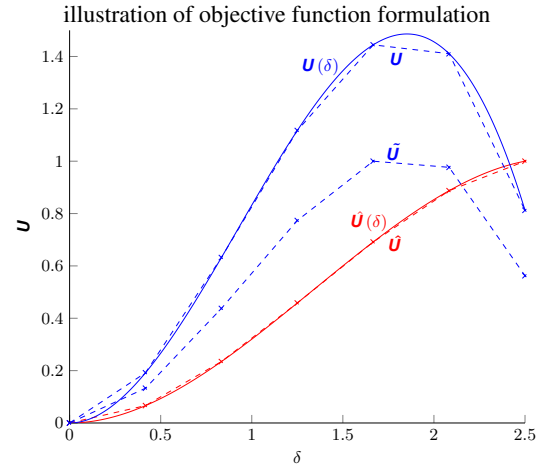 illustration of objective function formulation
U
1.4
1.2
1
0.8
0.6
0.4
0.2
0
U(δ)
U
Ũ
Û(δ)
Û
0 0.5 1 1.5 2 2.5
δ